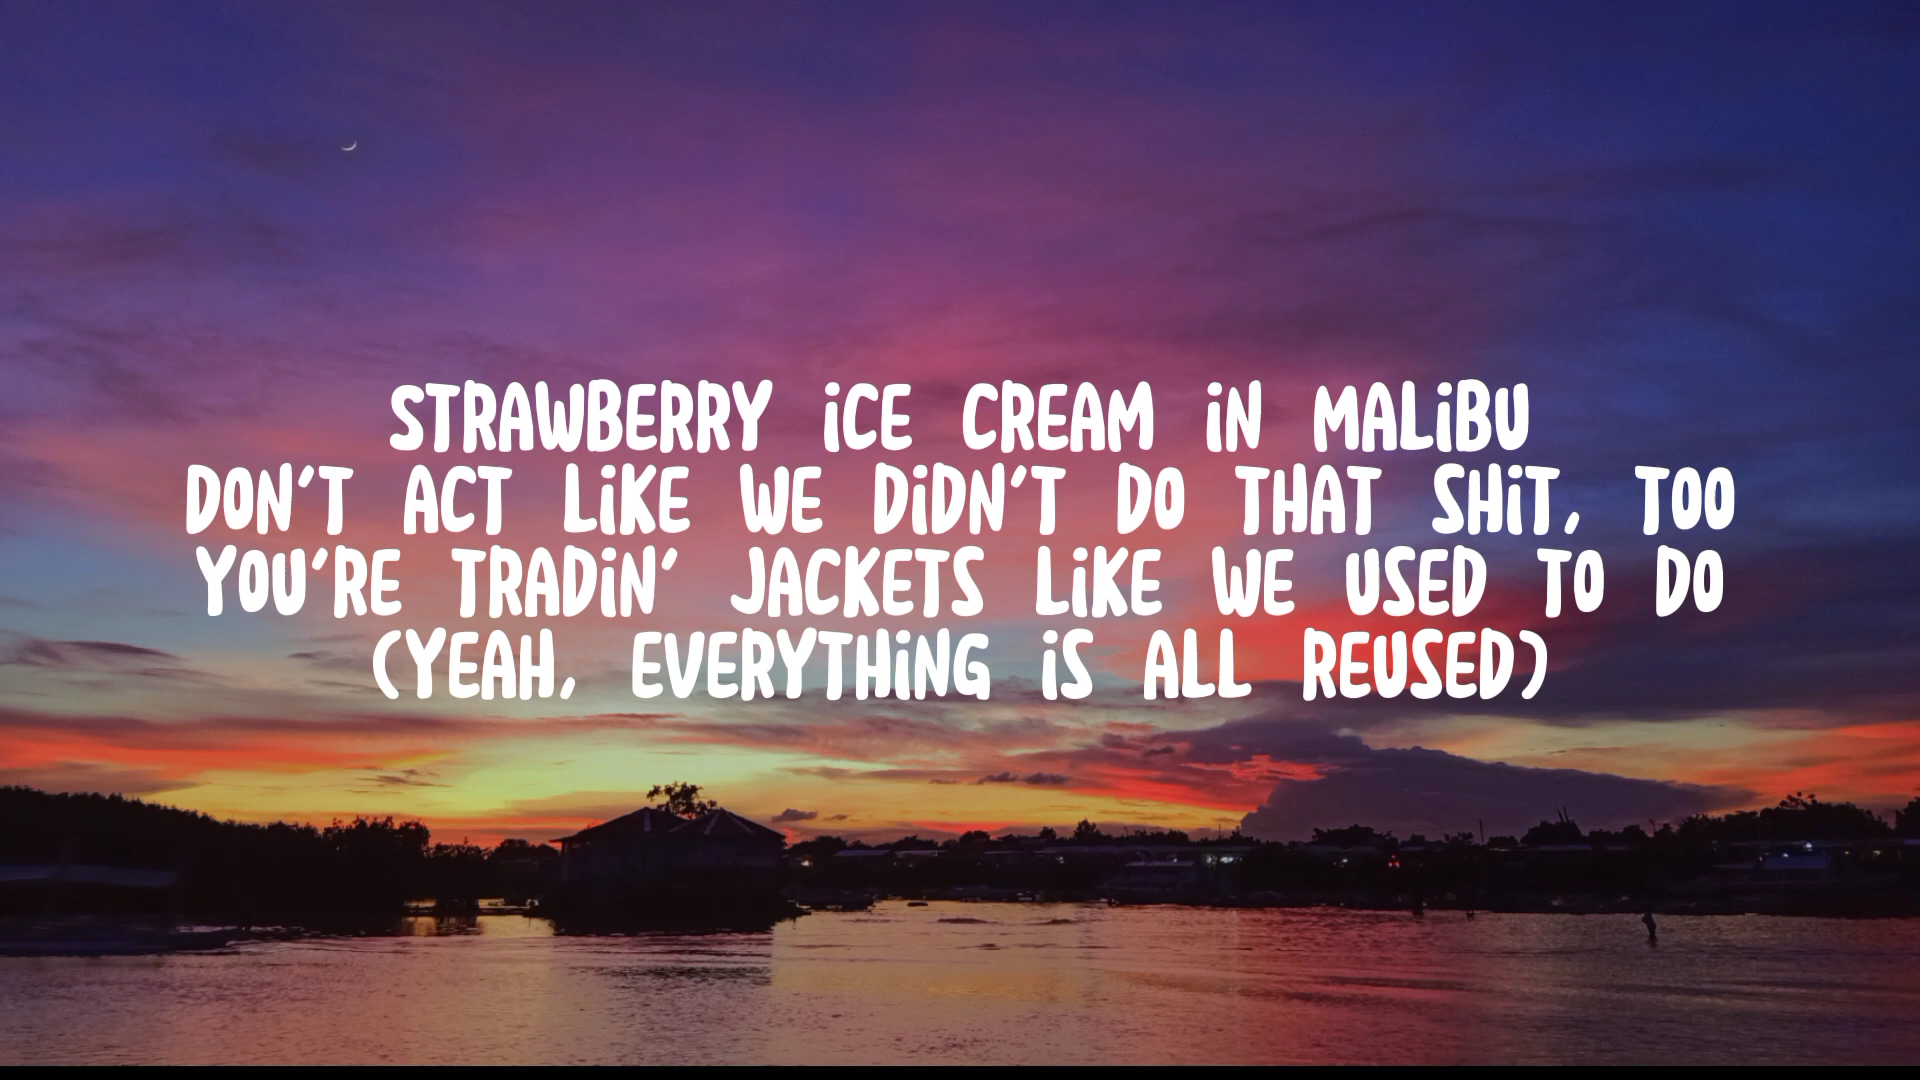 STRAWBERRY iCE CREAM iN MALiBU
DON'T ACT LiKE WE DiDN'T DO THAT SHiT, TOO
YOU'RE TRADiN' JACKETS LiKE WE USED TO DO
(YEAH, EVERYTHiNG iS ALL REUSED)